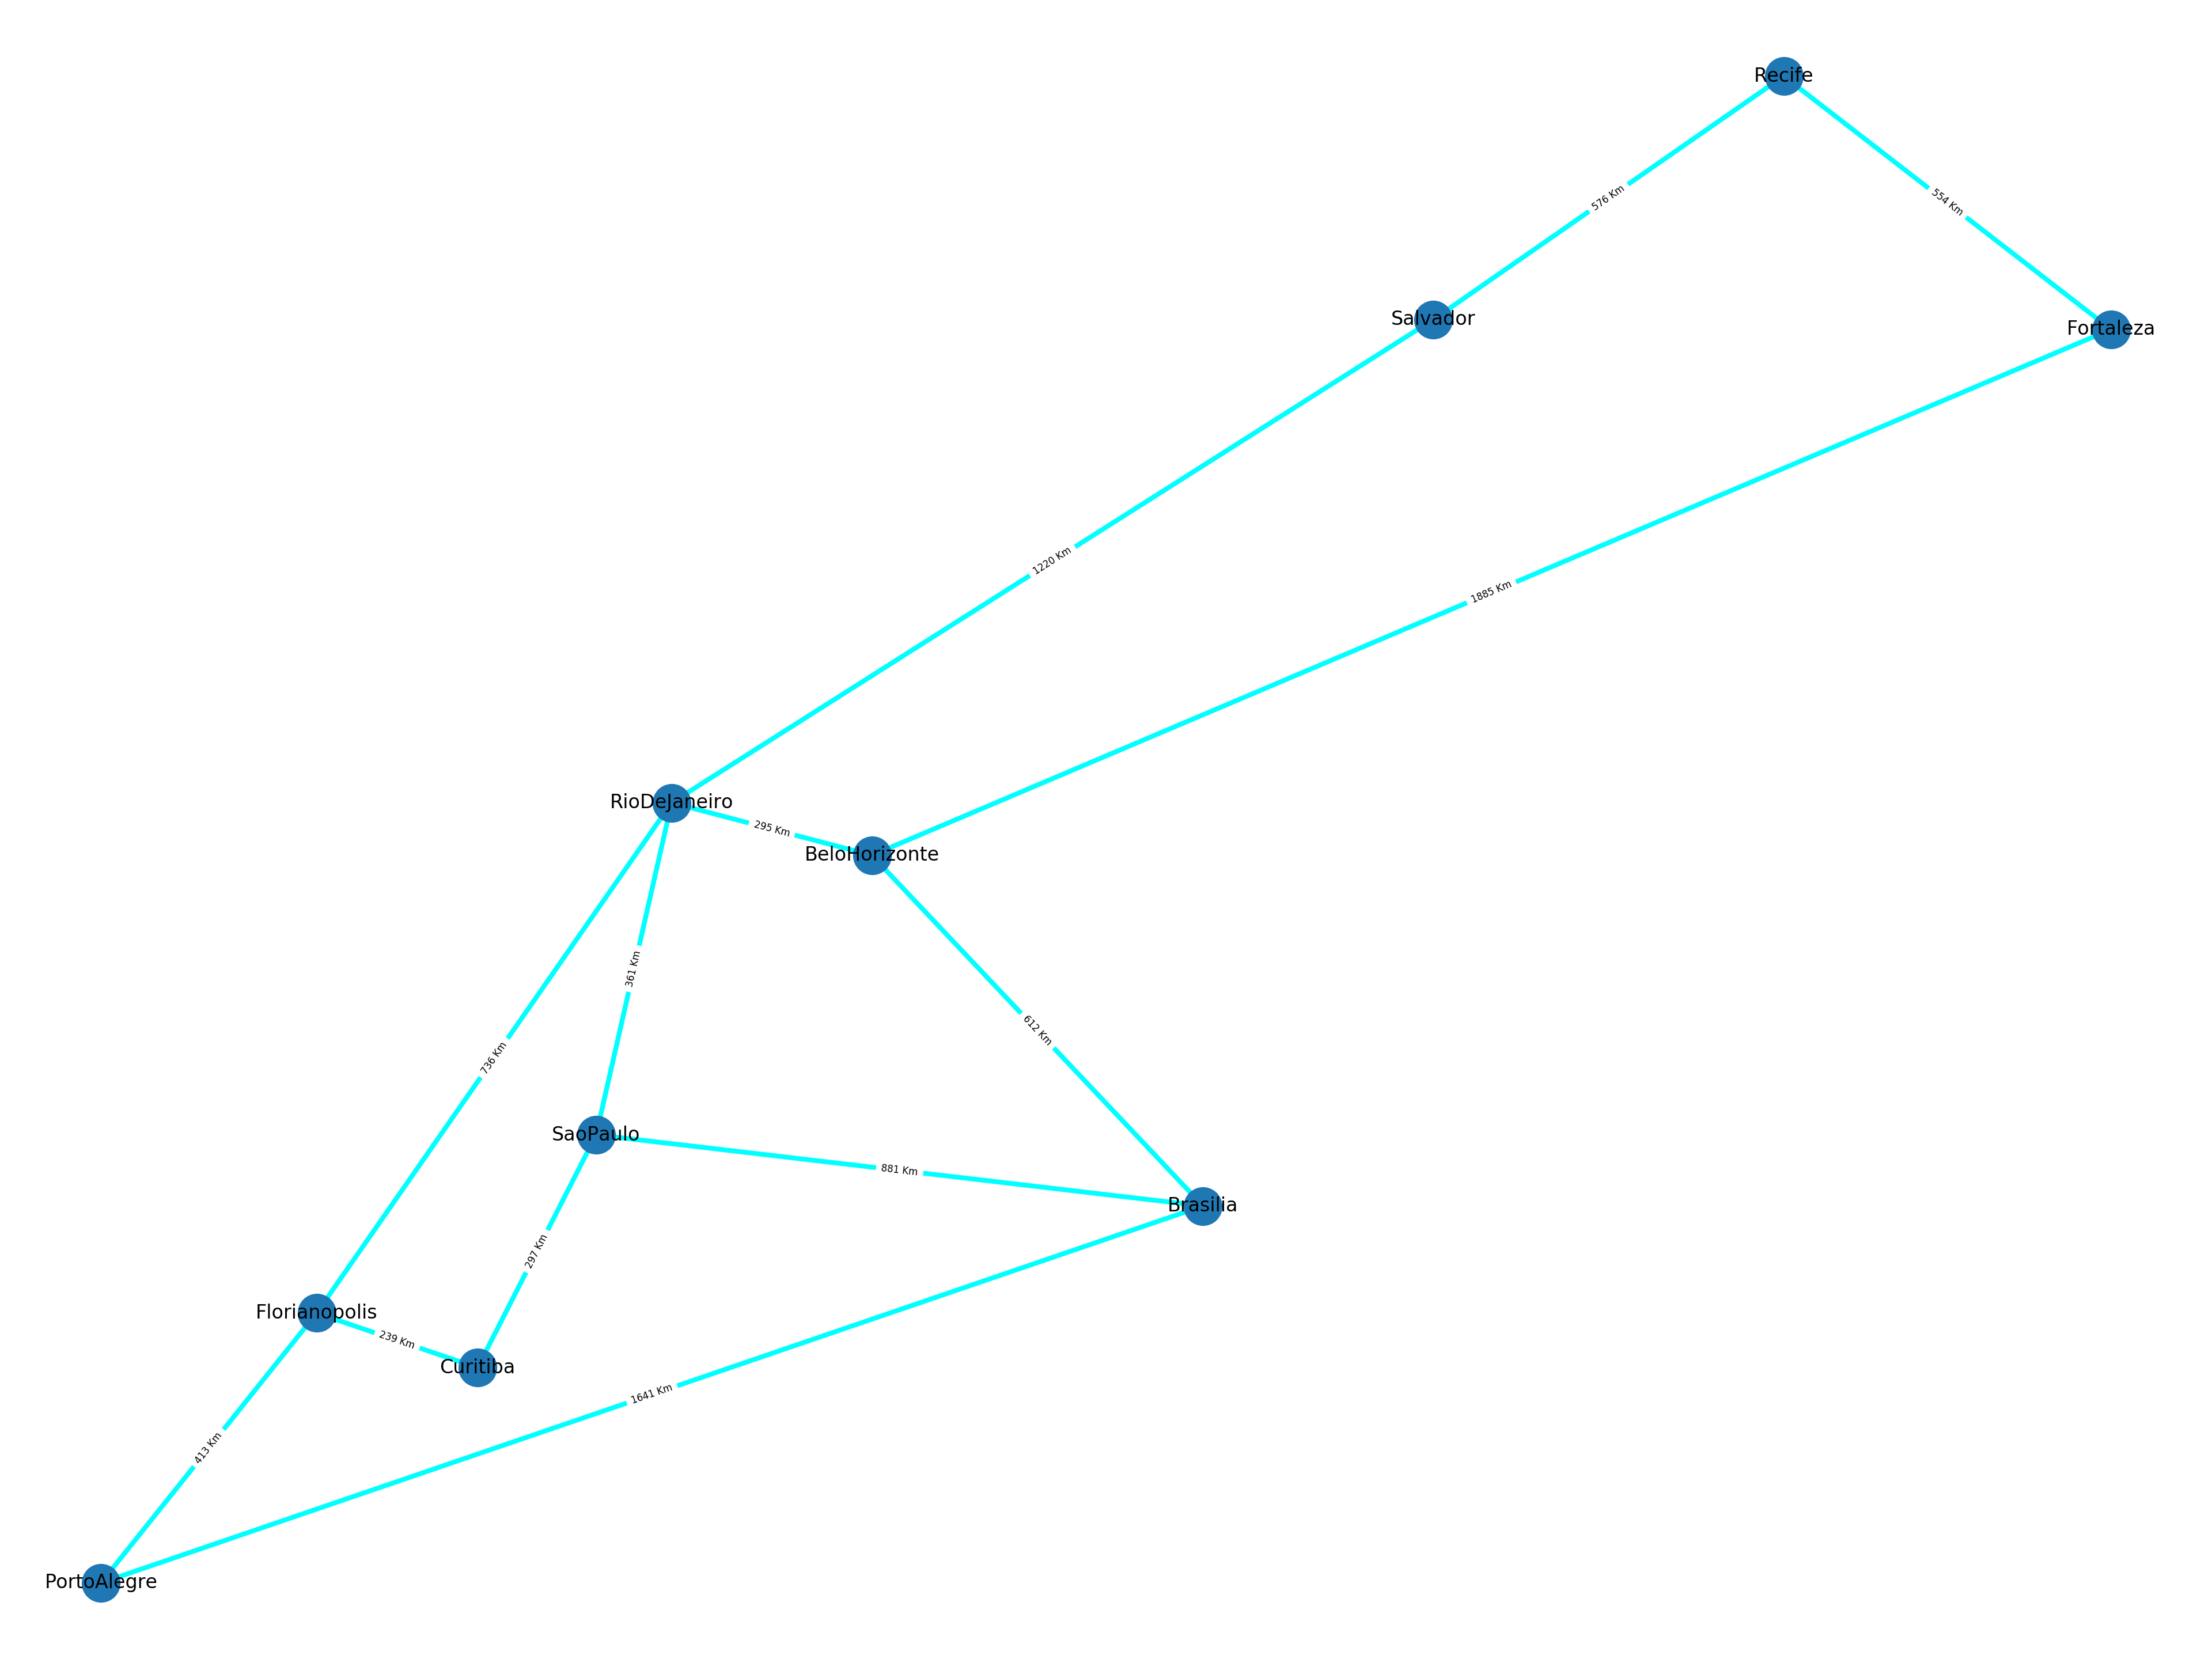 Recife
576 Km
554 Km
Salvador
Fortaleza
1220 Km
1885 Km
RioDeJaneiro
295 Km
BeloHorizonte
361 Km
612 Km
736 Km
SaoPaulo
881 Km
Brasilia
297 Km
Florianopolis
239 Km
Curitiba
1641 Km
413 Km
PortoAlegre